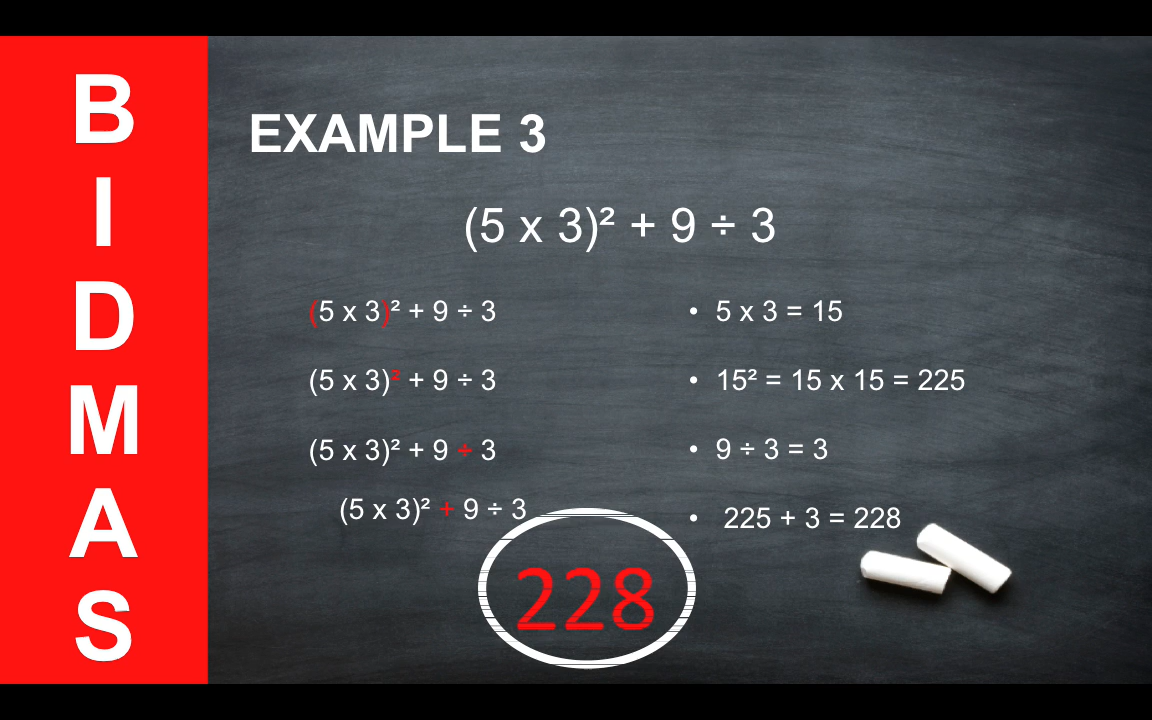 B
I
D
M
A
S
EXAMPLE 3
(5 x 3)² + 9 ÷ 3
(5 x 3)² + 9 ÷ 3
• 5 x 3 = 15
(5 x 3)² + 9 ÷ 3
• 15² = 15 x 15 = 225
(5 x 3)² + 9 ÷ 3
• 9 ÷ 3 = 3
(5 x 3)² + 9 ÷ 3
• 225 + 3 = 228
228